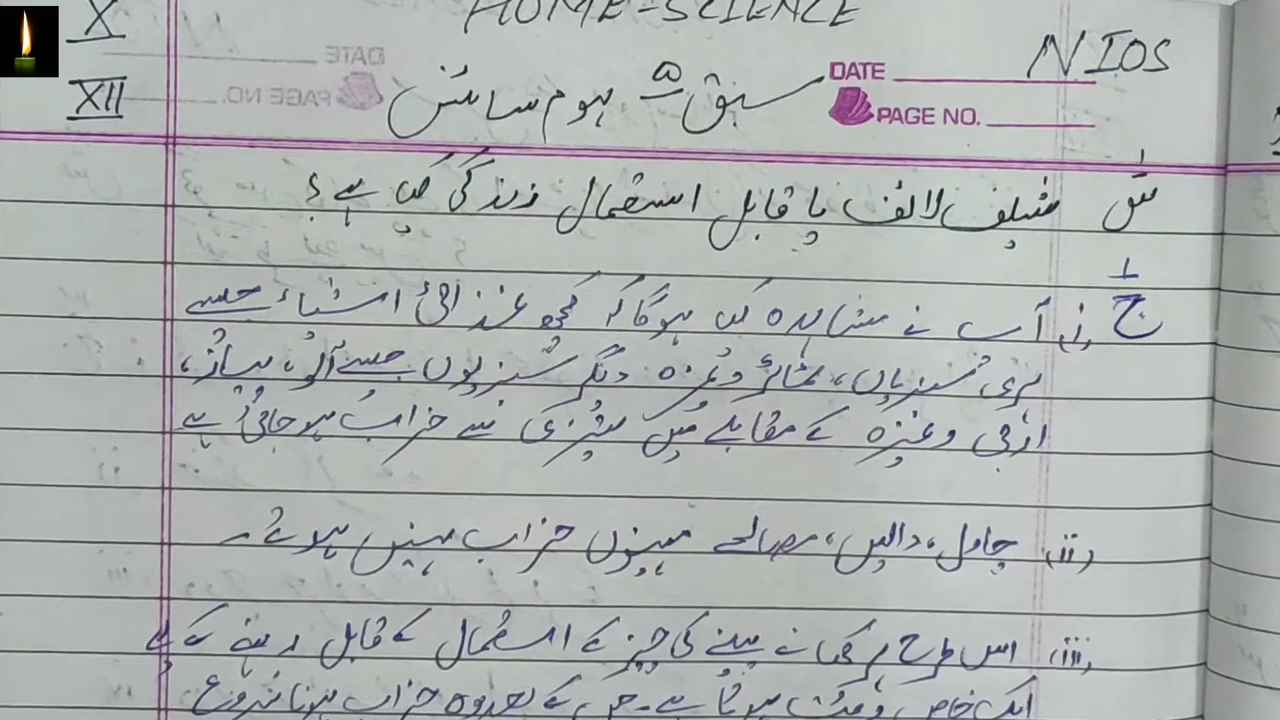 HOME-SCIENCE
X
XII
NIOS
DATE
PAGE NO.
سبق ۵ ہوم سائنس
س ۱ شیلف لائف یا قابل استعمال زندگی کیا ہے؟
ج ۱ (i) آپ نے مشاہدہ کیا ہوگا کہ کچھ غذائی اشیاء جیسے
ہری سبزیاں، ٹماٹر وغیرہ دیگر سبزیوں جیسے آلو، پیاز،
اروی وغیرہ کے مقابلے میں تیزی سے خراب ہو جاتی ہے
(ii) چاول، دالیں، مصالحے مہینوں خراب نہیں ہوتے۔
(iii) اس طرح ہر کھانے پینے کی چیز کے استعمال کے قابل رہنے کے لئے
ایک خاص وقت ہوتا ہے۔ جس کے بعد وہ خراب ہونا شروع